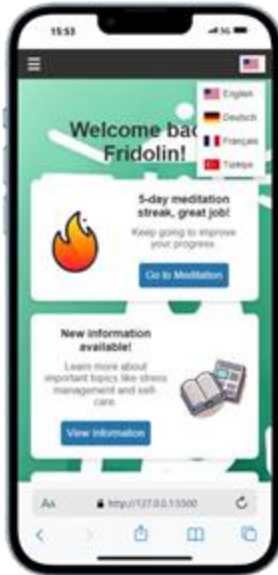 15:53
English
Deutsch
Français
Türkiye
Welcome bac
Fridolin!
5-day meditation
streak, great job!
Keep going to improve
your progress
Go to Meditation
New information
available!
Learn more about
important topics like stress
management and self-
care.
View Information
AA
http://127.0.0.1:5500